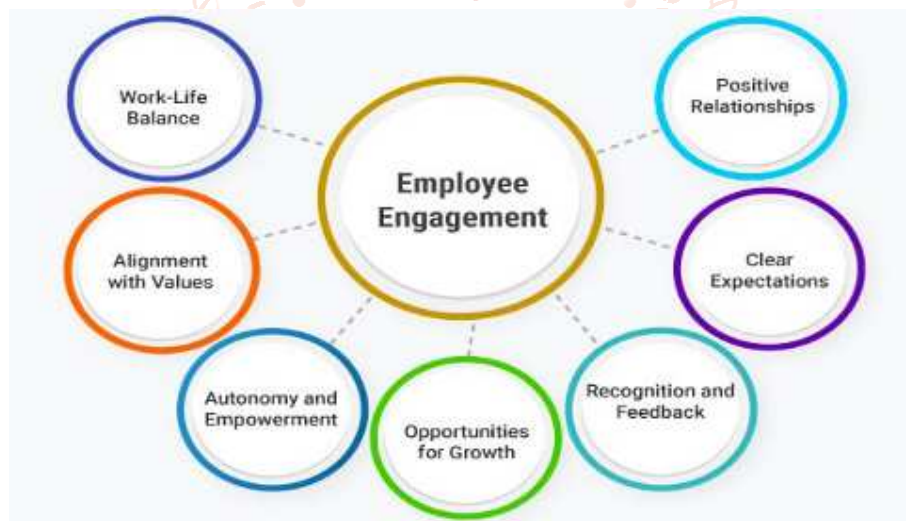 Work-Life
Balance
Positive
Relationships
Employee
Engagement
Alignment
with Values
Clear
Expectations
Autonomy and
Empowerment
Opportunities
for Growth
Recognition and
Feedback